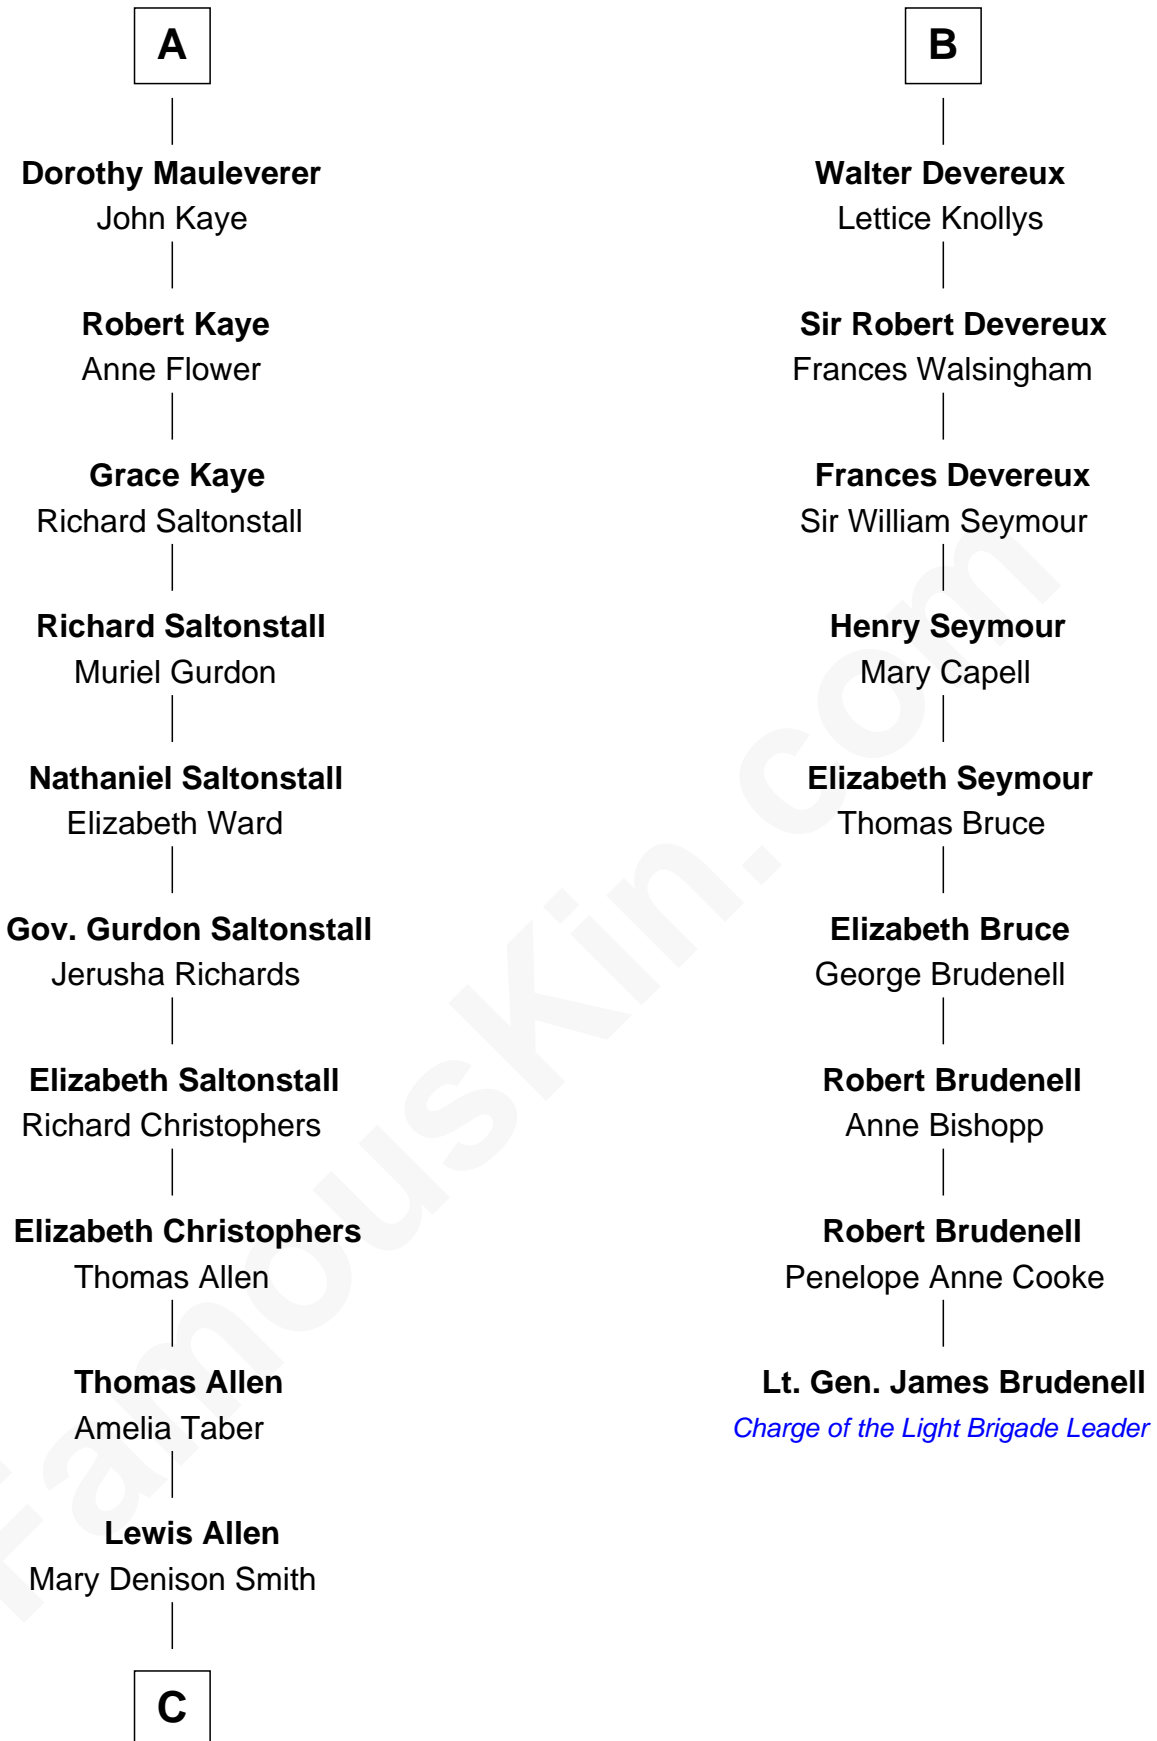 A
Dorothy Mauleverer
John Kaye
Robert Kaye
Anne Flower
Grace Kaye
Richard Saltonstall
Richard Saltonstall
Muriel Gurdon
Nathaniel Saltonstall
Elizabeth Ward
Gov. Gurdon Saltonstall
Jerusha Richards
Elizabeth Saltonstall
Richard Christophers
Elizabeth Christophers
Thomas Allen
Thomas Allen
Amelia Taber
Lewis Allen
Mary Denison Smith
C
B
Walter Devereux
Lettice Knollys
Sir Robert Devereux
Frances Walsingham
Frances Devereux
Sir William Seymour
Henry Seymour
Mary Capell
Elizabeth Seymour
Thomas Bruce
Elizabeth Bruce
George Brudenell
Robert Brudenell
Anne Bishopp
Robert Brudenell
Penelope Anne Cooke
Lt. Gen. James Brudenell
Charge of the Light Brigade Leader
FamousKin.com